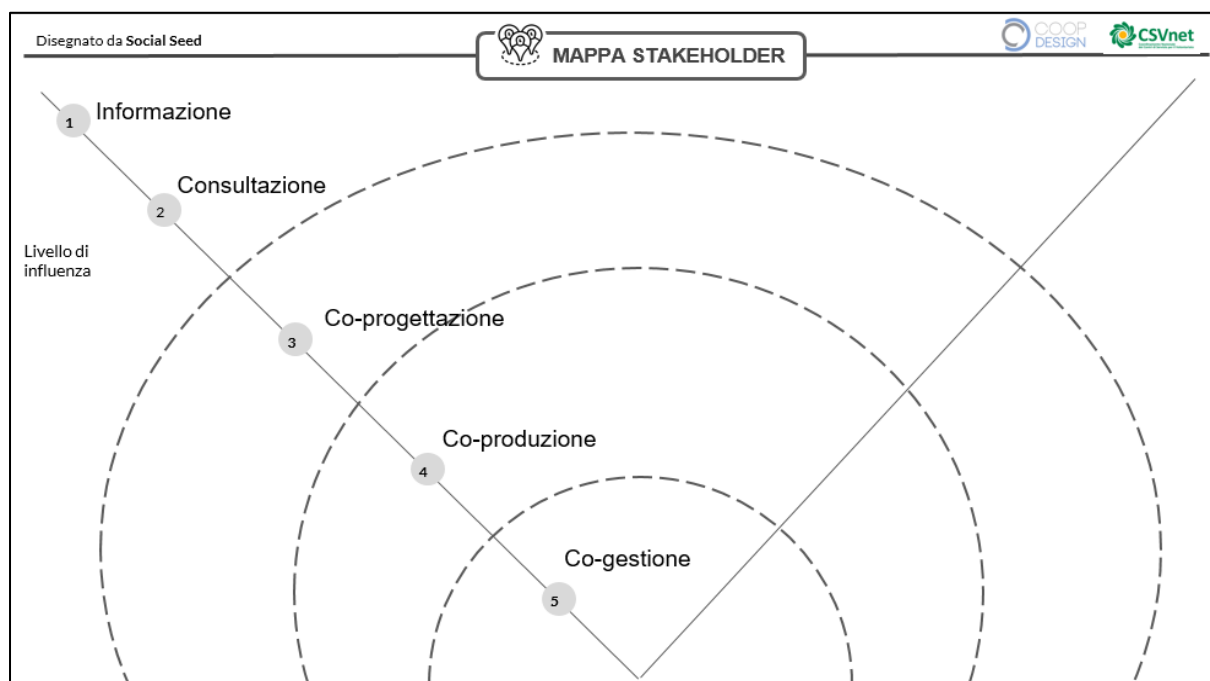 Disegnato da Social Seed
MAPPA STAKEHOLDER
COOP
DESIGN
CSVnet
1 Informazione
2 Consultazione
Livello di
influenza
3 Co-progettazione
4 Co-produzione
5 Co-gestione